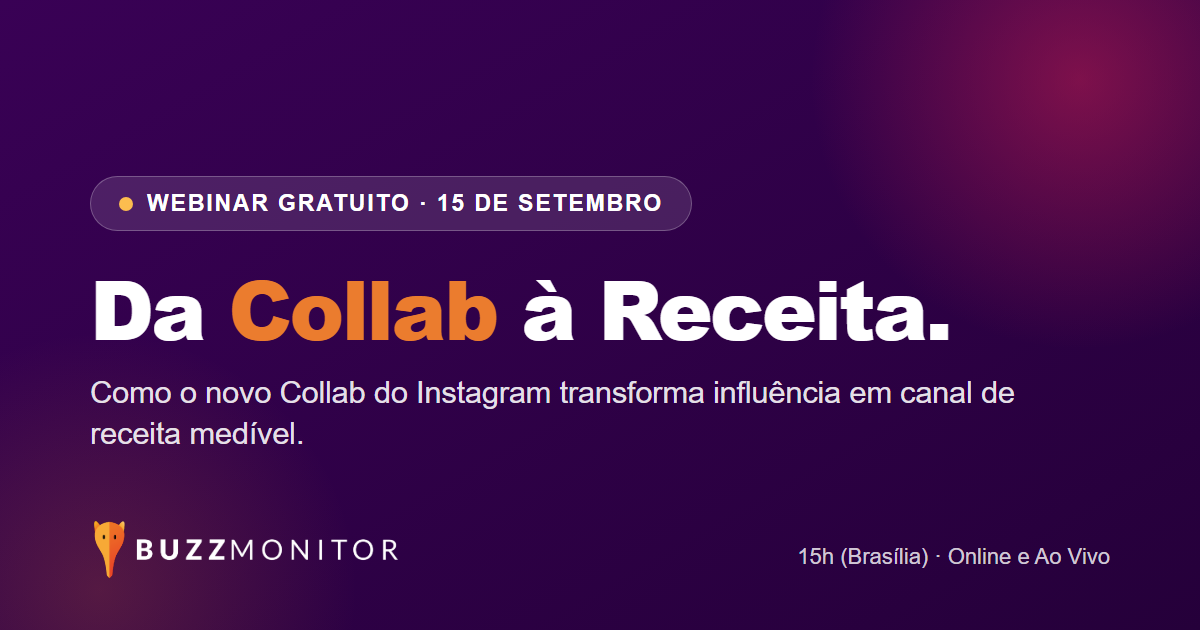 WEBINAR GRATUITO · 15 DE SETEMBRO
Da Collab à Receita.
Como o novo Collab do Instagram transforma influência em canal de
receita medível.
BUZZMONITOR
15h (Brasília) · Online e Ao Vivo